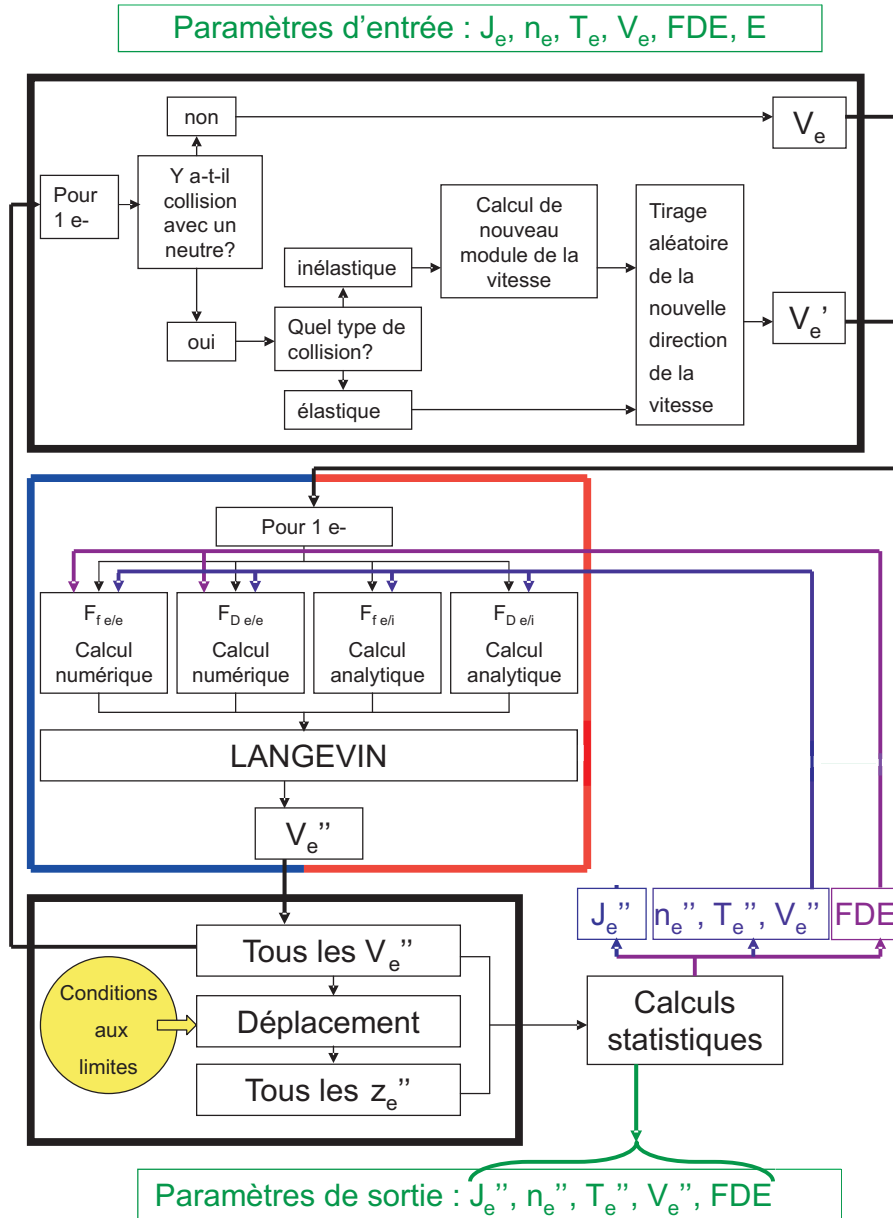 Paramètres d'entrée : Je, ne, Te, Ve, FDE, E
non
Ve
Pour
1 e-
Y a-t-il
collision
avec un
neutre?
Calcul de
nouveau
module de la
vitesse
Tirage
aléatoire
de la
nouvelle
direction
de la
vitesse
inélastique
oui
Quel type de
collision?
Ve'
élastique
Pour 1 e-
Ff e/e
Calcul
numérique
FD e/e
Calcul
numérique
Ff e/i
Calcul
analytique
FD e/i
Calcul
analytique
LANGEVIN
Ve''
Je''
ne'', Te'', Ve''
FDE
Tous les Ve''
Conditions
aux
limites
Déplacement
Tous les ze''
Calculs
statistiques
Paramètres de sortie : Je'', ne'', Te'', Ve'', FDE